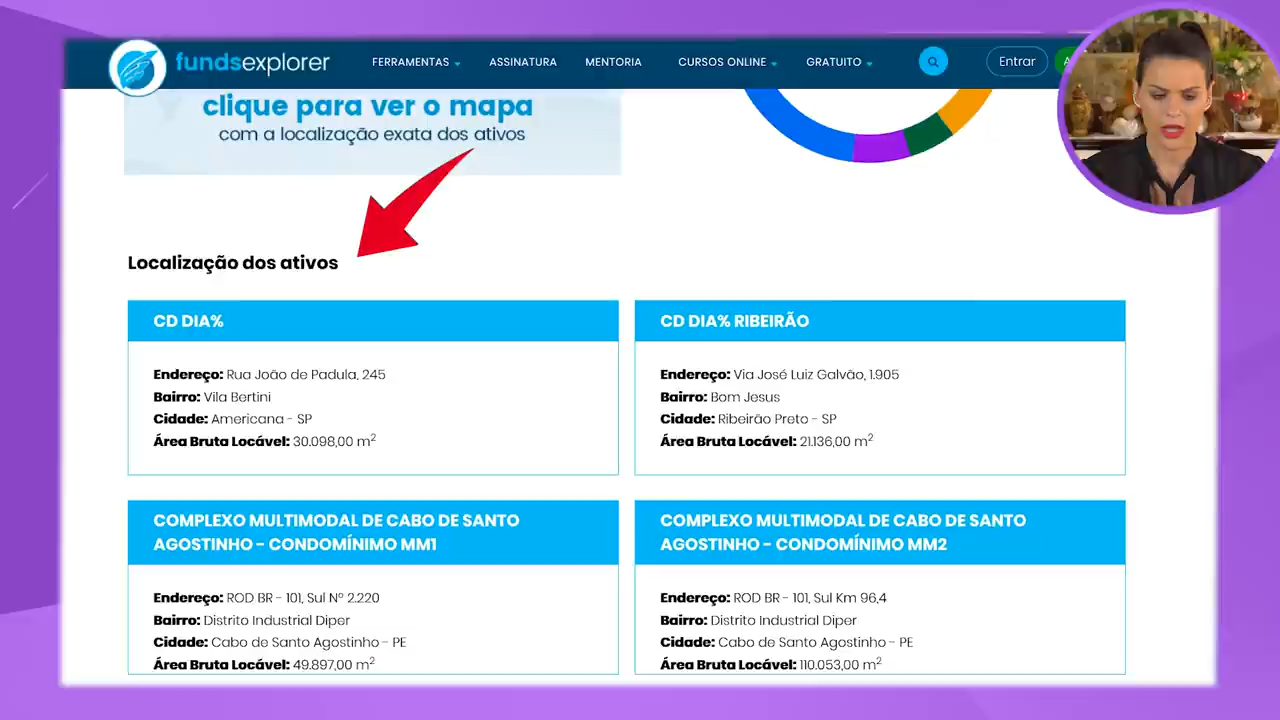 fundsexplorer
FERRAMENTAS
ASSINATURA
MENTORIA
CURSOS ONLINE
GRATUITO
Entrar
clique para ver o mapa
com a localização exata dos ativos
Localização dos ativos
CD DIA%
Endereço: Rua João de Padula, 245
Bairro: Vila Bertini
Cidade: Americana - SP
Área Bruta Locável: 30.098,00 m²
CD DIA% RIBEIRÃO
Endereço: Via José Luiz Galvão, 1.905
Bairro: Bom Jesus
Cidade: Ribeirão Preto - SP
Área Bruta Locável: 21.136,00 m²
COMPLEXO MULTIMODAL DE CABO DE SANTO
AGOSTINHO - CONDOMÍNIMO MM1
Endereço: ROD BR - 101, Sul Nº 2.220
Bairro: Distrito Industrial Diper
Cidade: Cabo de Santo Agostinho - PE
Área Bruta Locável: 49.897,00 m²
COMPLEXO MULTIMODAL DE CABO DE SANTO
AGOSTINHO - CONDOMÍNIMO MM2
Endereço: ROD BR - 101, Sul Km 96,4
Bairro: Distrito Industrial Diper
Cidade: Cabo de Santo Agostinho - PE
Área Bruta Locável: 110.053,00 m²